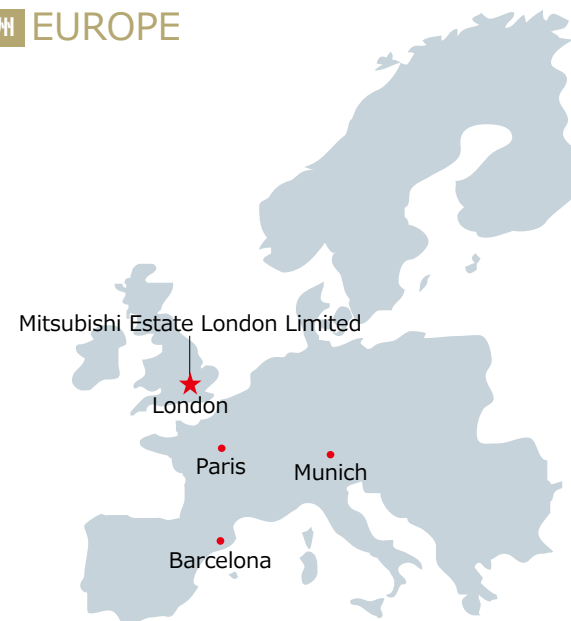 EUROPE
Mitsubishi Estate London Limited
London
Paris
Munich
Barcelona